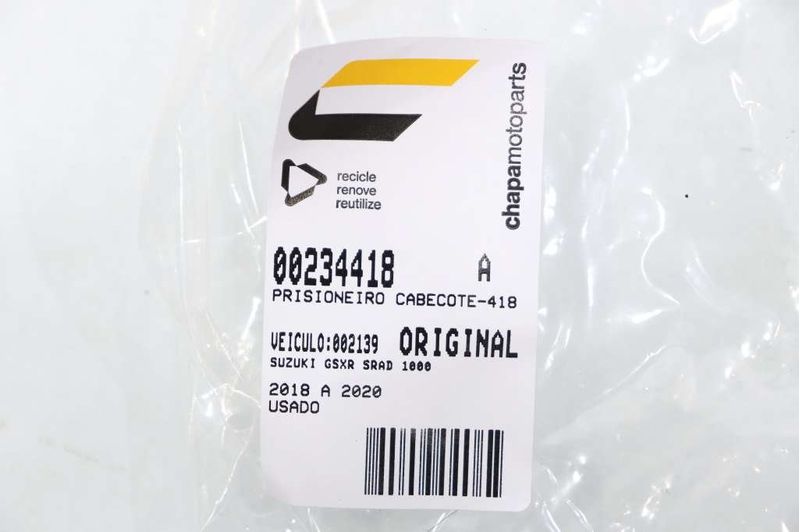 chapamotoparts
recicle
renove
reutilize
00234418 A
PRISIONEIRO CABECOTE-418
VEICULO:002139 ORIGINAL
SUZUKI GSXR SRAD 1000
2018 A 2020
USADO